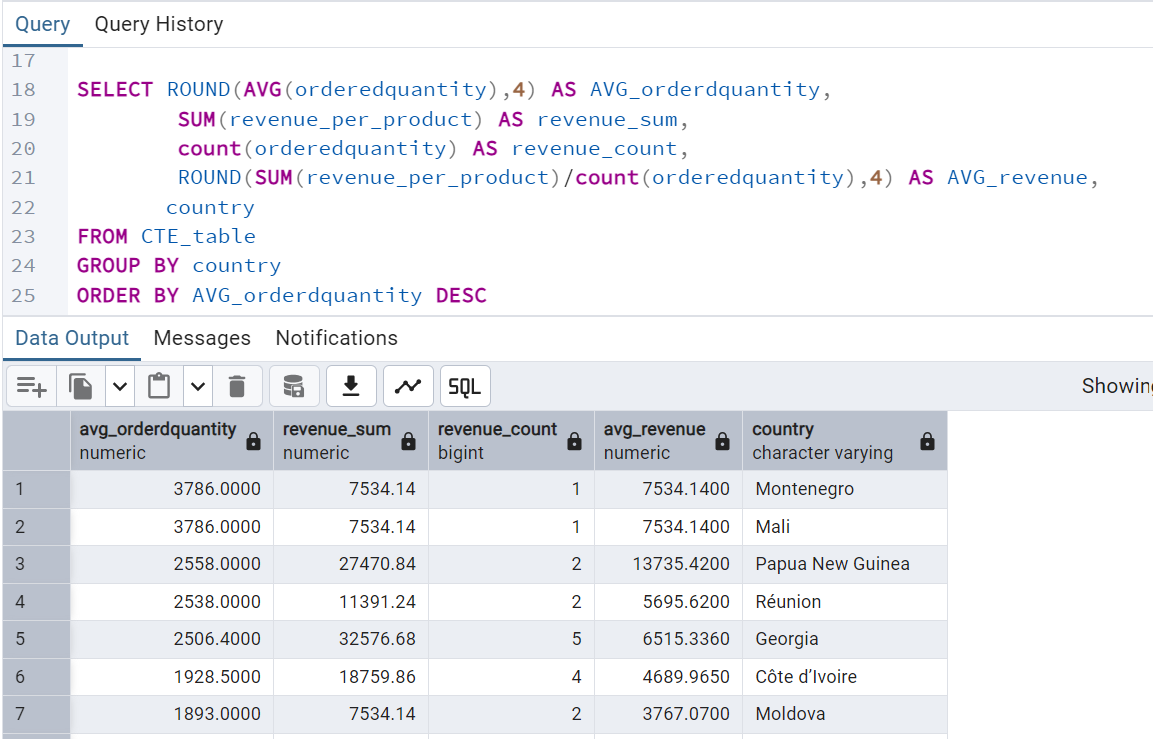 Query Query History
17
18 SELECT ROUND(AVG(orderedquantity),4) AS AVG_orderdquantity,
19 SUM(revenue_per_product) AS revenue_sum,
20 count(orderedquantity) AS revenue_count,
21 ROUND(SUM(revenue_per_product)/count(orderedquantity),4) AS AVG_revenue,
22 country
23 FROM CTE_table
24 GROUP BY country
25 ORDER BY AVG_orderdquantity DESC
Data Output Messages Notifications
SQL Showing
avg_orderdquantity revenue_sum revenue_count avg_revenue country
numeric numeric bigint numeric character varying
1 3786.0000 7534.14 1 7534.1400 Montenegro
2 3786.0000 7534.14 1 7534.1400 Mali
3 2558.0000 27470.84 2 13735.4200 Papua New Guinea
4 2538.0000 11391.24 2 5695.6200 Réunion
5 2506.4000 32576.68 5 6515.3360 Georgia
6 1928.5000 18759.86 4 4689.9650 Côte d’Ivoire
7 1893.0000 7534.14 2 3767.0700 Moldova